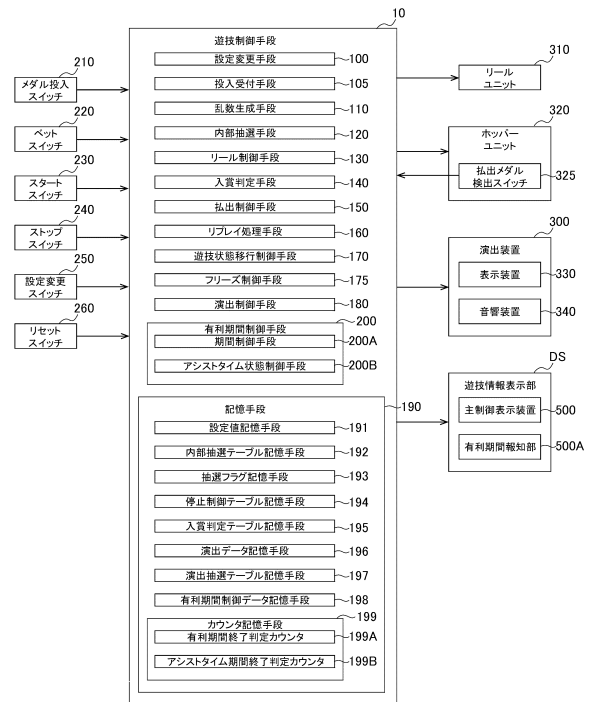 10
遊技制御手段
設定変更手段 100
投入受付手段 105
乱数生成手段 110
内部抽選手段 120
リール制御手段 130
入賞判定手段 140
払出制御手段 150
リプレイ処理手段 160
遊技状態移行制御手段 170
フリーズ制御手段 175
演出制御手段 180
200
有利期間制御手段
期間制御手段 200A
アシストタイム状態制御手段 200B
190
記憶手段
設定値記憶手段 191
内部抽選テーブル記憶手段 192
抽選フラグ記憶手段 193
停止制御テーブル記憶手段 194
入賞判定テーブル記憶手段 195
演出データ記憶手段 196
演出抽選テーブル記憶手段 197
有利期間制御データ記憶手段 198
199
カウンタ記憶手段
有利期間終了判定カウンタ 199A
アシストタイム期間終了判定カウンタ 199B
210
メダル投入
スイッチ
220
ベット
スイッチ
230
スタート
スイッチ
240
ストップ
スイッチ
250
設定変更
スイッチ
260
リセット
スイッチ
310
リール
ユニット
320
ホッパー
ユニット
払出メダル
検出スイッチ 325
300
演出装置
表示装置 330
音響装置 340
DS
遊技情報表示部
主制御表示装置 500
有利期間報知部 500A